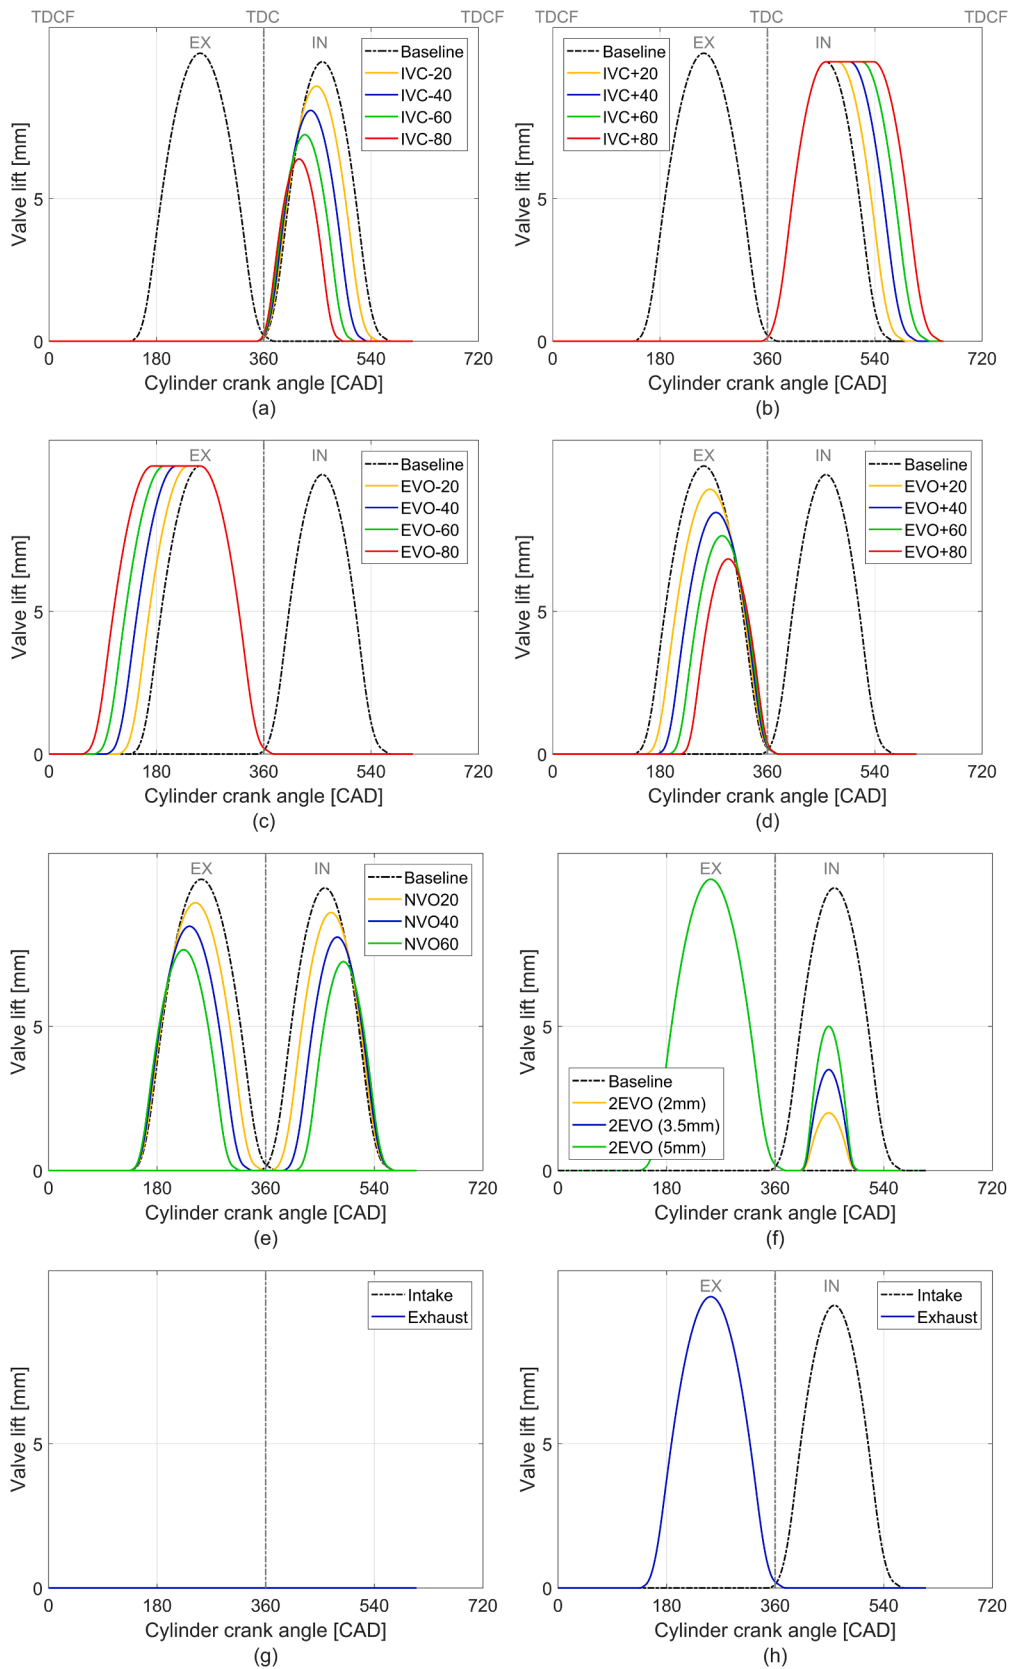 TDCF TDC TDCF
EX IN
Baseline
IVC-20
IVC-40
IVC-60
IVC-80
Valve lift [mm]
5
0
0 180 360 540 720
Cylinder crank angle [CAD]
(a)
TDCF TDC TDCF
EX IN
Baseline
IVC+20
IVC+40
IVC+60
IVC+80
Valve lift [mm]
5
0
0 180 360 540 720
Cylinder crank angle [CAD]
(b)
EX IN
Baseline
EVO-20
EVO-40
EVO-60
EVO-80
Valve lift [mm]
5
0
0 180 360 540 720
Cylinder crank angle [CAD]
(c)
EX IN
Baseline
EVO+20
EVO+40
EVO+60
EVO+80
Valve lift [mm]
5
0
0 180 360 540 720
Cylinder crank angle [CAD]
(d)
EX IN
Baseline
NVO20
NVO40
NVO60
Valve lift [mm]
5
0
0 180 360 540 720
Cylinder crank angle [CAD]
(e)
EX IN
Valve lift [mm]
5
Baseline
2EVO (2mm)
2EVO (3.5mm)
2EVO (5mm)
0
0 180 360 540 720
Cylinder crank angle [CAD]
(f)
Intake
Exhaust
Valve lift [mm]
5
0
0 180 360 540 720
Cylinder crank angle [CAD]
(g)
EX IN
Intake
Exhaust
Valve lift [mm]
5
0
0 180 360 540 720
Cylinder crank angle [CAD]
(h)